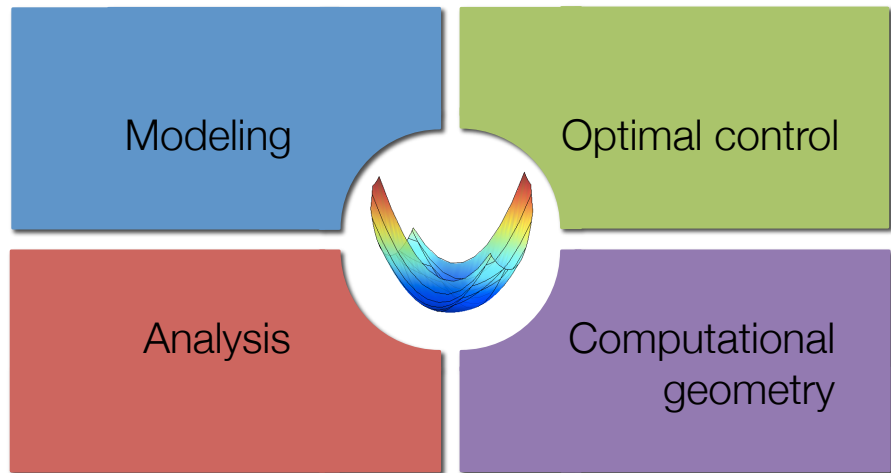 Modeling
Optimal control
Analysis
Computational
geometry